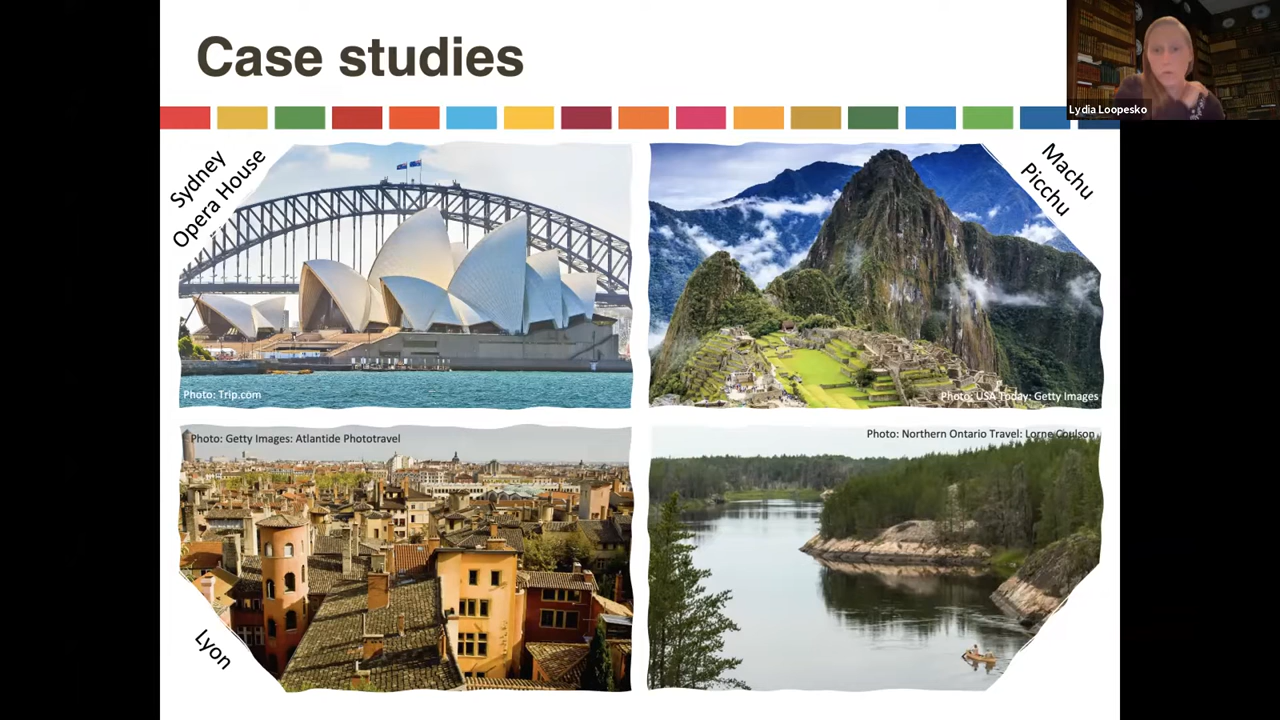 Case studies
Lydia Loopesko
Sydney
Opera House
Machu
Picchu
Photo: Trip.com
Photo: USA Today: Getty Images
Photo: Getty Images: Atlantide Phototravel
Photo: Northern Ontario Travel: Lorne Coulson
Lyon